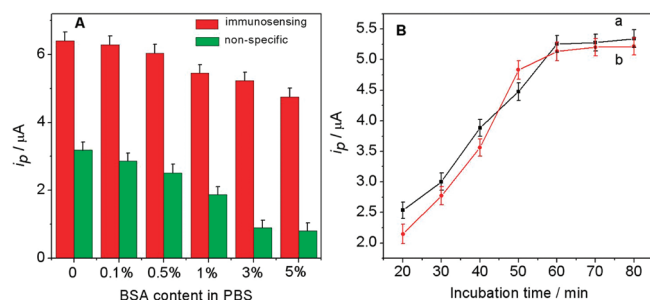 A
immunosensing
non-specific
6
4
2
0
ip / μA
0 0.1% 0.5% 1% 3% 5%
BSA content in PBS
B
a
b
5.5
5.0
4.5
4.0
3.5
3.0
2.5
2.0
ip / μA
20 30 40 50 60 70 80
Incubation time / min